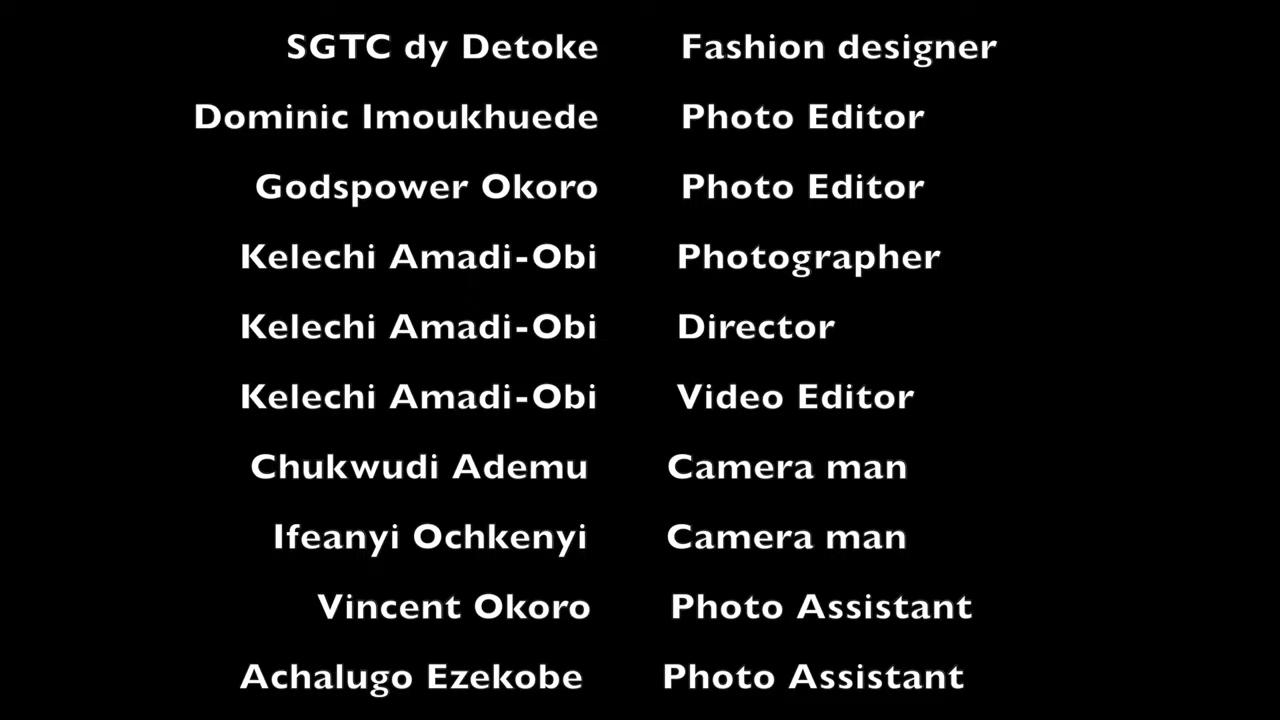 SGTC dy Detoke Fashion designer
Dominic Imoukhuede Photo Editor
Godspower Okoro Photo Editor
Kelechi Amadi-Obi Photographer
Kelechi Amadi-Obi Director
Kelechi Amadi-Obi Video Editor
Chukwudi Ademu Camera man
Ifeanyi Ochkenyi Camera man
Vincent Okoro Photo Assistant
Achalugo Ezekobe Photo Assistant